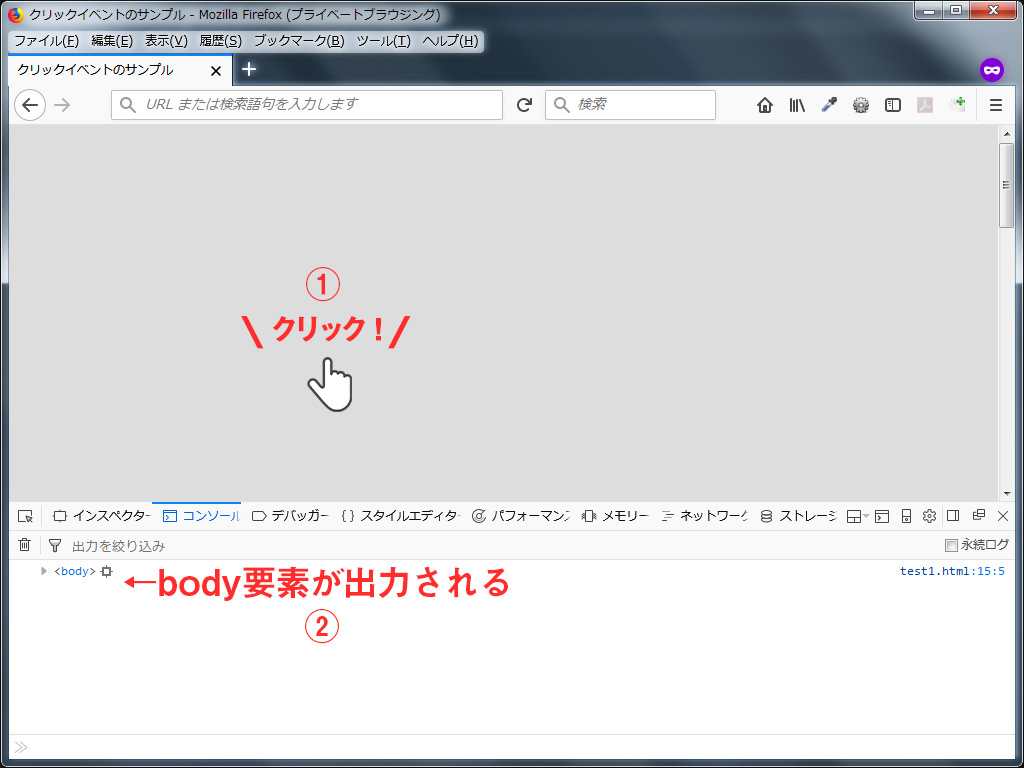 クリックイベントのサンプル - Mozilla Firefox (プライベートブラウジング)
ファイル(F) 編集(E) 表示(V) 履歴(S) ブックマーク(B) ツール(T) ヘルプ(H)
クリックイベントのサンプル
URL または検索語句を入力します 検索
①
\ クリック！/
インスペクター コンソール デバッガー {} スタイルエディター パフォーマンス メモリー ネットワーク ストレージ
出力を絞り込み 永続ログ
<body> ←body要素が出力される test1.html:15:5
②